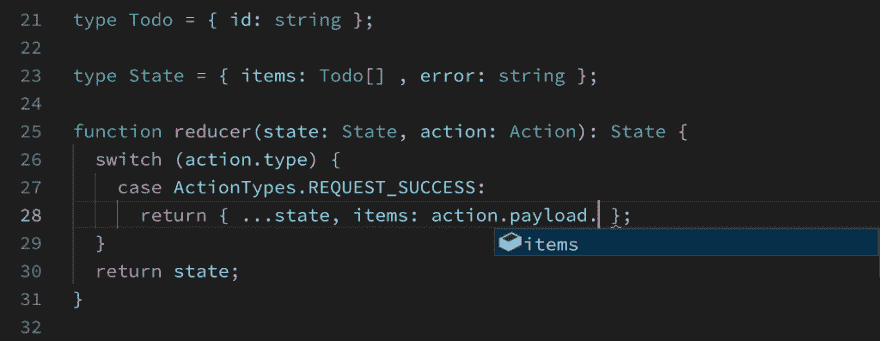 21 type Todo = { id: string };
22
23 type State = { items: Todo[] , error: string };
24
25 function reducer(state: State, action: Action): State {
26   switch (action.type) {
27     case ActionTypes.REQUEST_SUCCESS:
28       return { ...state, items: action.payload. };
items
29   }
30   return state;
31 }
32